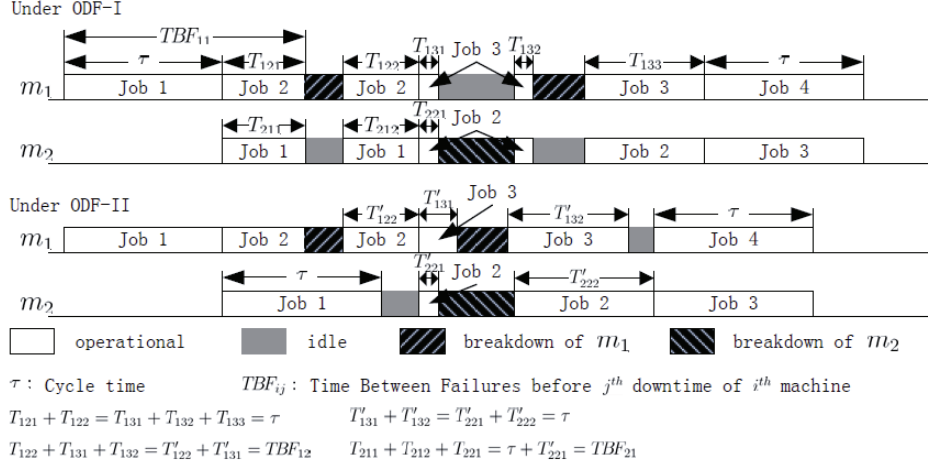 Under ODF-I
TBF₁₁
τ T₁₂₁ T₁₂₂ T₁₃₁ Job 3 T₁₃₂ T₁₃₃ τ
m₁ Job 1 Job 2 Job 2 Job 3 Job 4
T₂₁₁ T₂₁₂ T₂₂₁ Job 2
m₂ Job 1 Job 1 Job 2 Job 3
Under ODF-II
T′₁₂₂ T′₁₃₁ Job 3 T′₁₃₂ τ
m₁ Job 1 Job 2 Job 2 Job 3 Job 4
τ T′₂₂₁ Job 2 T′₂₂₂
m₂ Job 1 Job 2 Job 3
operational idle breakdown of m₁ breakdown of m₂
τ: Cycle time TBFᵢⱼ: Time Between Failures before jᵗʰ downtime of iᵗʰ machine
T₁₂₁ + T₁₂₂ = T₁₃₁ + T₁₃₂ + T₁₃₃ = τ T′₁₃₁ + T′₁₃₂ = T′₂₂₁ + T′₂₂₂ = τ
T₁₂₂ + T₁₃₁ + T₁₃₂ = T′₁₂₂ + T′₁₃₁ = TBF₁₂ T₂₁₁ + T₂₁₂ + T₂₂₁ = τ + T′₂₂₁ = TBF₂₁